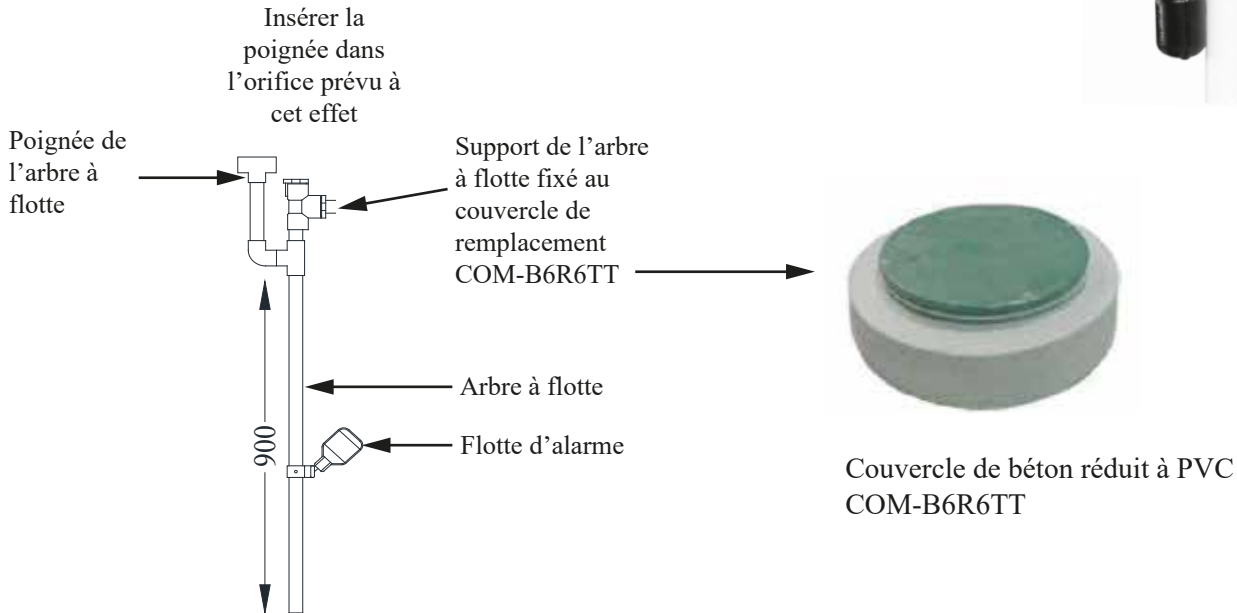 Insérer la
poignée dans
l’orifice prévu à
cet effet
Poignée de
l’arbre à
flotte
Support de l’arbre
à flotte fixé au
couvercle de
remplacement
COM-B6R6TT
900
Arbre à flotte
Flotte d’alarme
Couvercle de béton réduit à PVC
COM-B6R6TT